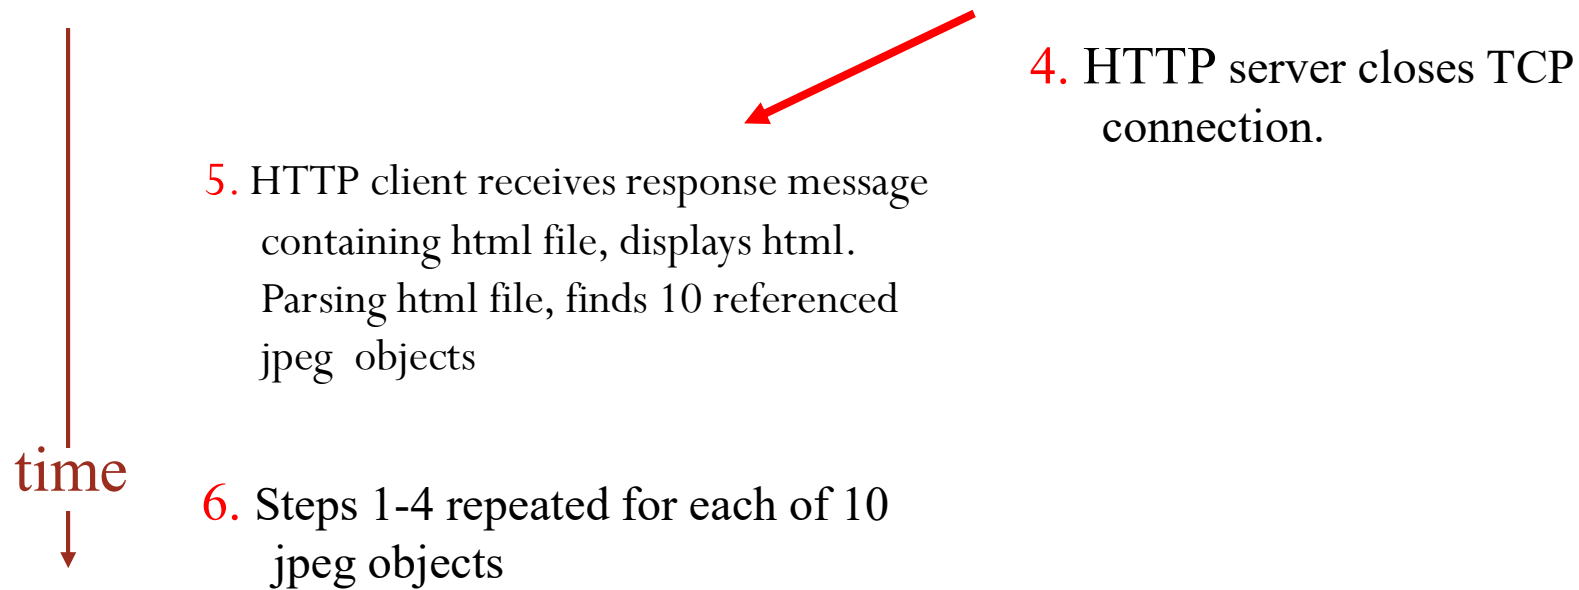 4. HTTP server closes TCP
connection.
5. HTTP client receives response message
containing html file, displays html.
Parsing html file, finds 10 referenced
jpeg objects
time
6. Steps 1-4 repeated for each of 10
jpeg objects